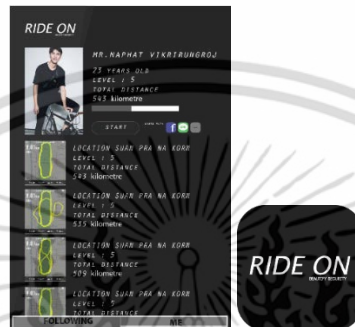 RIDE ON
MR.NAPHAT VIKRIRUNGROJ
23 YEARS OLD
LEVEL : 5
TOTAL DISTANCE
543 kilometre
START
LOCATION SUAN PRA NA KORN
LEVEL : 5
TOTAL DISTANCE
543 kilometre
LOCATION SUAN PRA NA KORN
LEVEL : 5
TOTAL DISTANCE
535 kilometre
LOCATION SUAN PRA NA KORN
LEVEL : 5
TOTAL DISTANCE
509 kilometre
LOCATION SUAN PRA NA KORN
LEVEL : 5
TOTAL DISTANCE
FOLLOWING
ME
RIDE ON